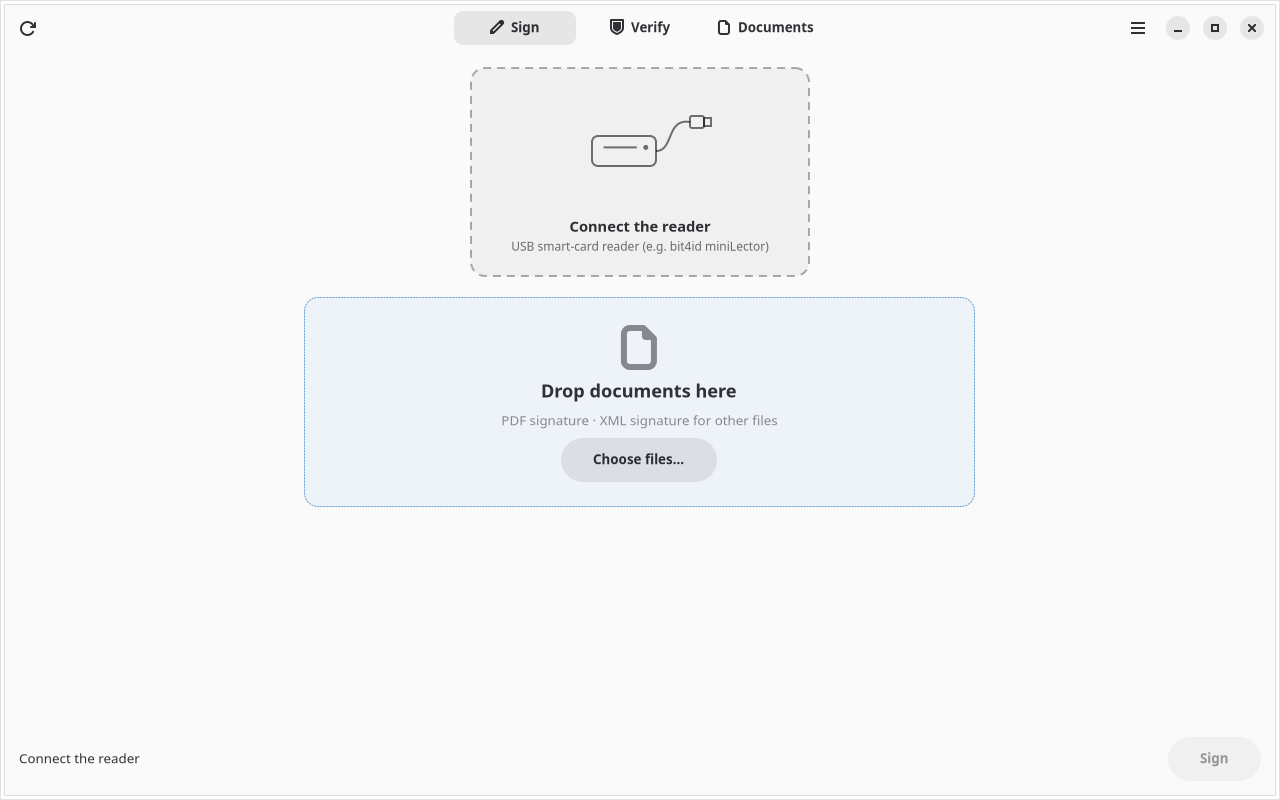 Sign
Verify
Documents
Connect the reader
USB smart-card reader (e.g. bit4id miniLector)
Drop documents here
PDF signature · XML signature for other files
Choose files...
Connect the reader
Sign